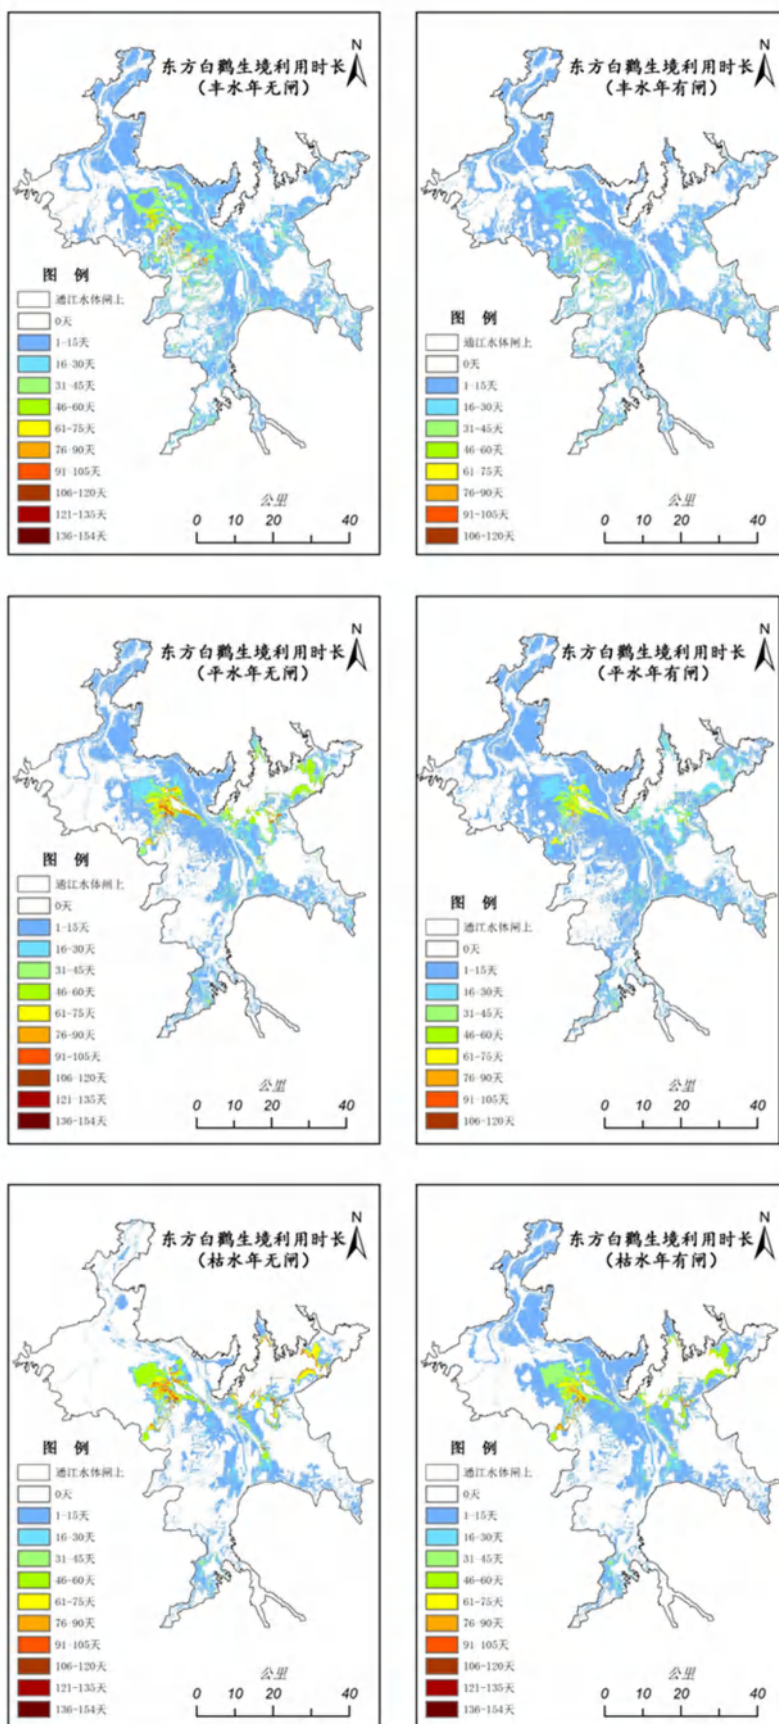 东方白鹳生境利用时长
（丰水年无闸）
N
图 例
通江水体闸上
0天
1-15天
16-30天
31-45天
46-60天
61-75天
76-90天
91-105天
106-120天
121-135天
136-154天
公里
0 10 20 40
东方白鹳生境利用时长
（丰水年有闸）
N
图 例
通江水体闸上
0天
1-15天
16-30天
31-45天
46-60天
61-75天
76-90天
91-105天
106-120天
公里
0 10 20 40
东方白鹳生境利用时长
（平水年无闸）
N
图 例
通江水体闸上
0天
1-15天
16-30天
31-45天
46-60天
61-75天
76-90天
91-105天
106-120天
121-135天
136-154天
公里
0 10 20 40
东方白鹳生境利用时长
（平水年有闸）
N
图 例
通江水体闸上
0天
1-15天
16-30天
31-45天
46-60天
61-75天
76-90天
91-105天
106-120天
公里
0 10 20 40
东方白鹳生境利用时长
（枯水年无闸）
N
图 例
通江水体闸上
0天
1-15天
16-30天
31-45天
46-60天
61-75天
76-90天
91-105天
106-120天
121-135天
136-154天
公里
0 10 20 40
东方白鹳生境利用时长
（枯水年有闸）
N
图 例
通江水体闸上
0天
1-15天
16-30天
31-45天
46-60天
61-75天
76-90天
91-105天
106-120天
121-135天
136-154天
公里
0 10 20 40